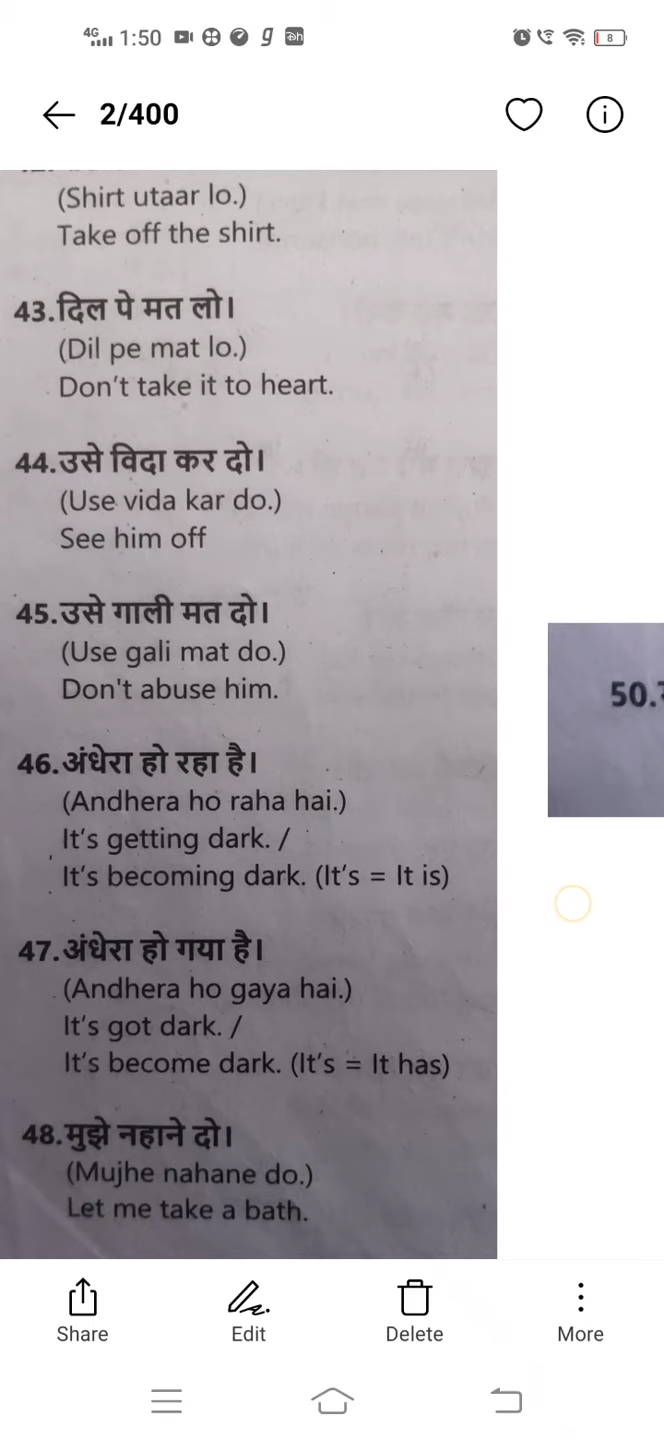 4G 1:50
8
2/400
(Shirt utaar lo.)
Take off the shirt.
43.दिल पे मत लो।
(Dil pe mat lo.)
Don't take it to heart.
44.उसे विदा कर दो।
(Use vida kar do.)
See him off
45.उसे गाली मत दो।
(Use gali mat do.)
Don't abuse him.
50.
46.अंधेरा हो रहा है।
(Andhera ho raha hai.)
It's getting dark. /
It's becoming dark. (It's = It is)
47.अंधेरा हो गया है।
(Andhera ho gaya hai.)
It's got dark. /
It's become dark. (It's = It has)
48.मुझे नहाने दो।
(Mujhe nahane do.)
Let me take a bath.
Share Edit Delete More